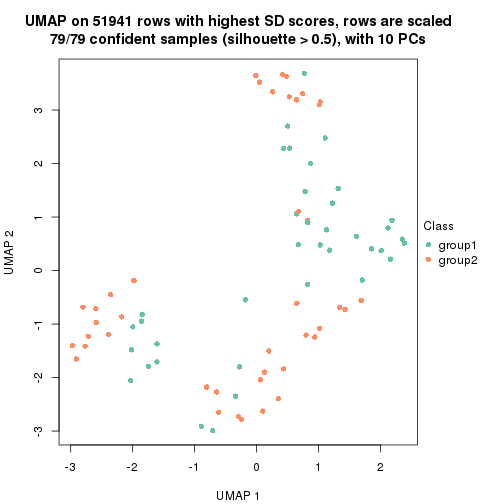 UMAP on 51941 rows with highest SD scores, rows are scaled
79/79 confident samples (silhouette > 0.5), with 10 PCs
3
2
1
0
-1
-2
-3
UMAP 2
-3
-2
-1
0
1
2
UMAP 1
Class
group1
group2